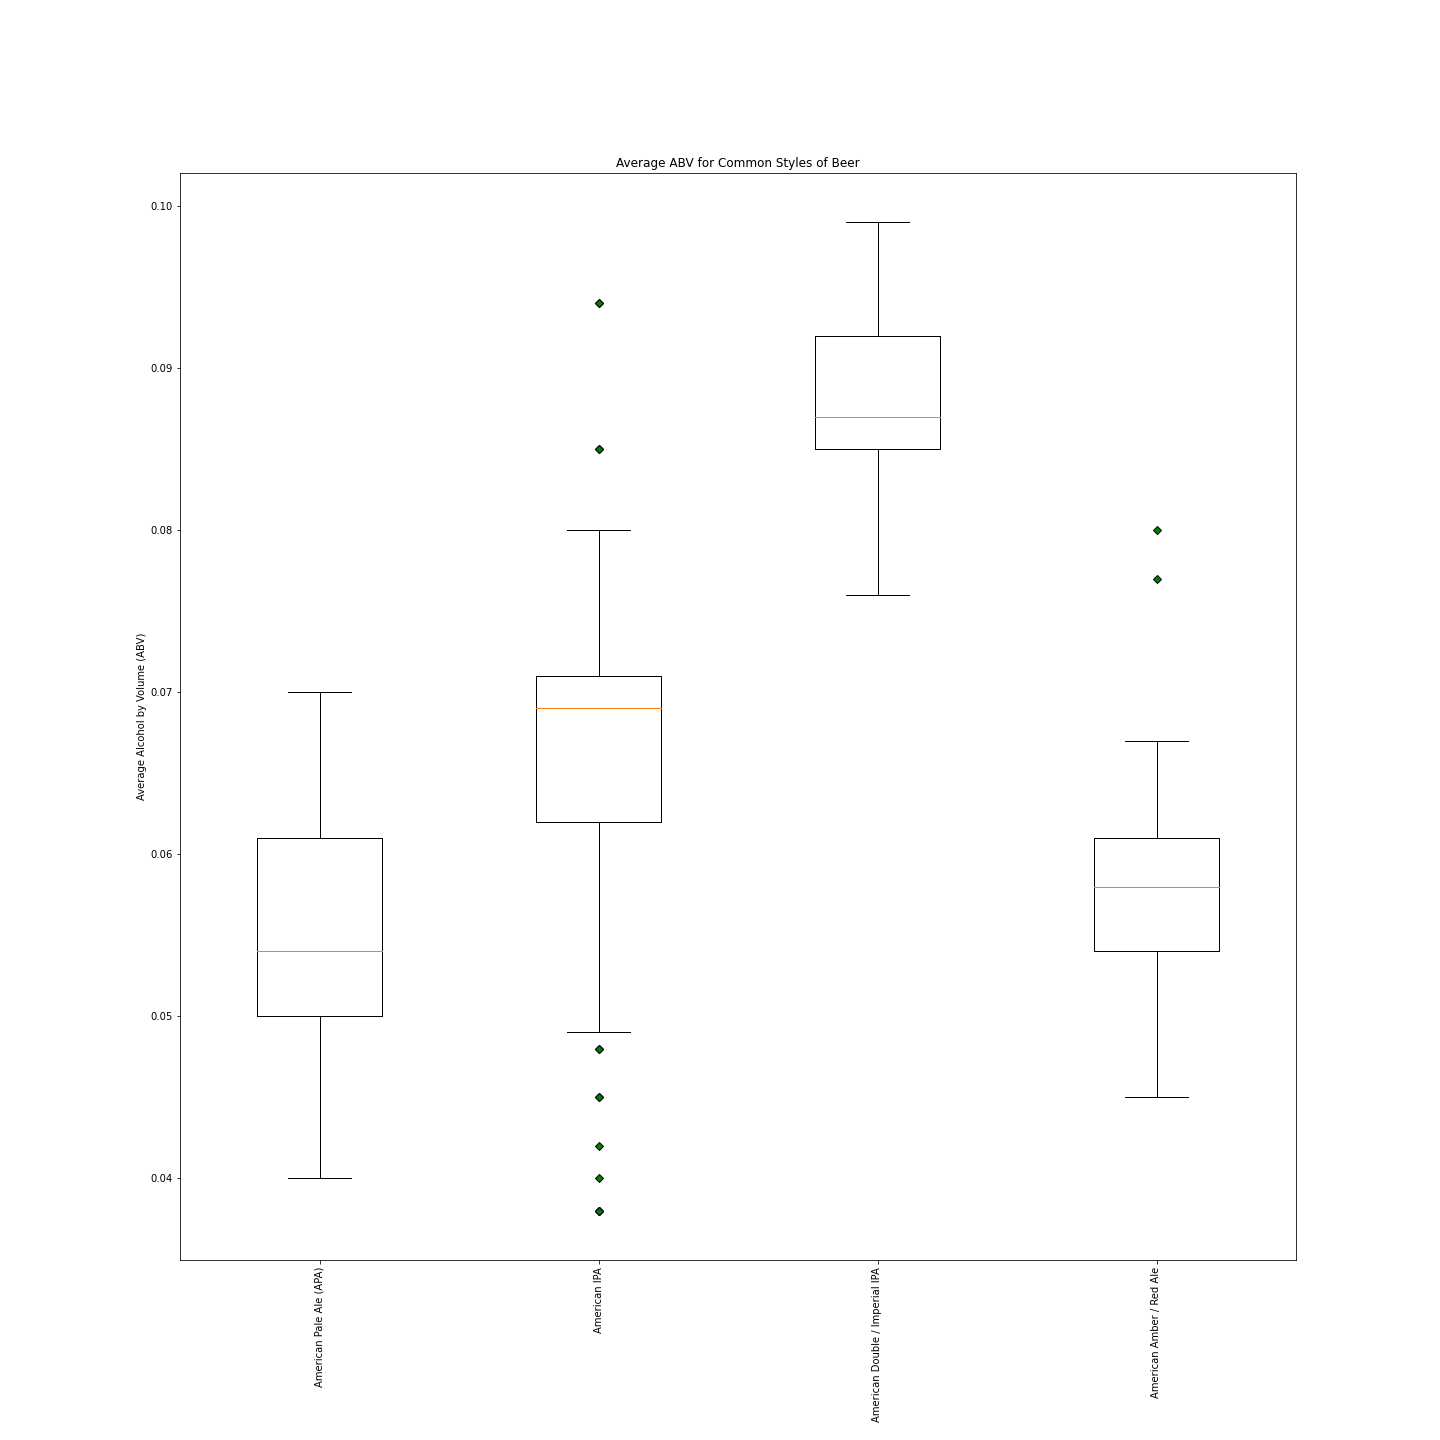 Average ABV for Common Styles of Beer
0.10
0.09
0.08
0.07
0.06
0.05
0.04
Average Alcohol by Volume (ABV)
American Pale Ale (APA)
American IPA
American Double / Imperial IPA
American Amber / Red Ale